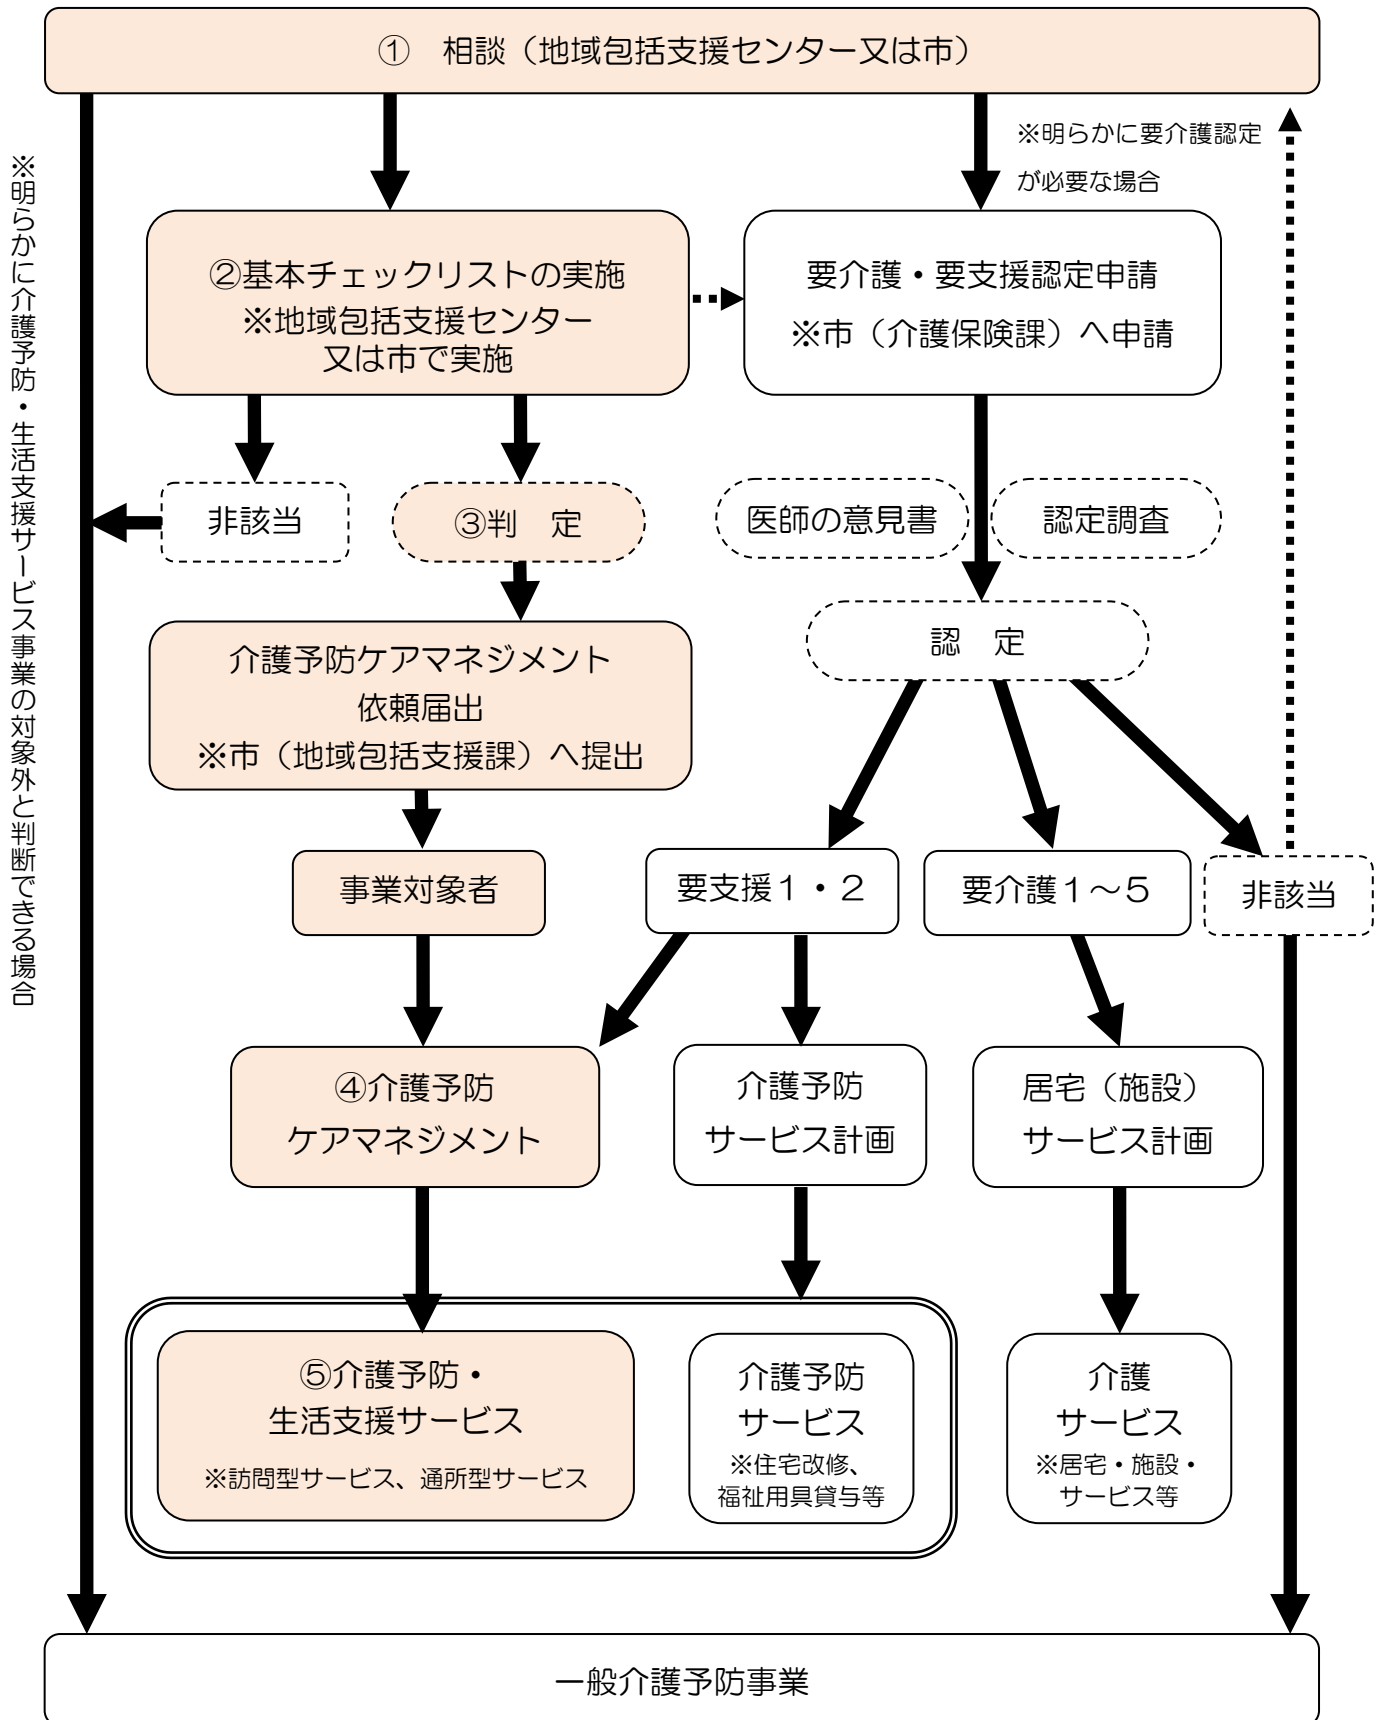 ①　相談（地域包括支援センター又は市）
※明らかに介護予防・生活支援サービス事業の対象外と判断できる場合
※明らかに要介護認定
が必要な場合
②基本チェックリストの実施
※地域包括支援センター
又は市で実施
要介護・要支援認定申請
※市（介護保険課）へ申請
非該当
③判　定
医師の意見書
認定調査
認　定
介護予防ケアマネジメント
依頼届出
※市（地域包括支援課）へ提出
事業対象者
要支援１・２
要介護１～５
非該当
④介護予防
ケアマネジメント
介護予防
サービス計画
居宅（施設）
サービス計画
⑤介護予防・
生活支援サービス
※訪問型サービス、通所型サービス
介護予防
サービス
※住宅改修、
福祉用具貸与等
介護
サービス
※居宅・施設・
サービス等
一般介護予防事業